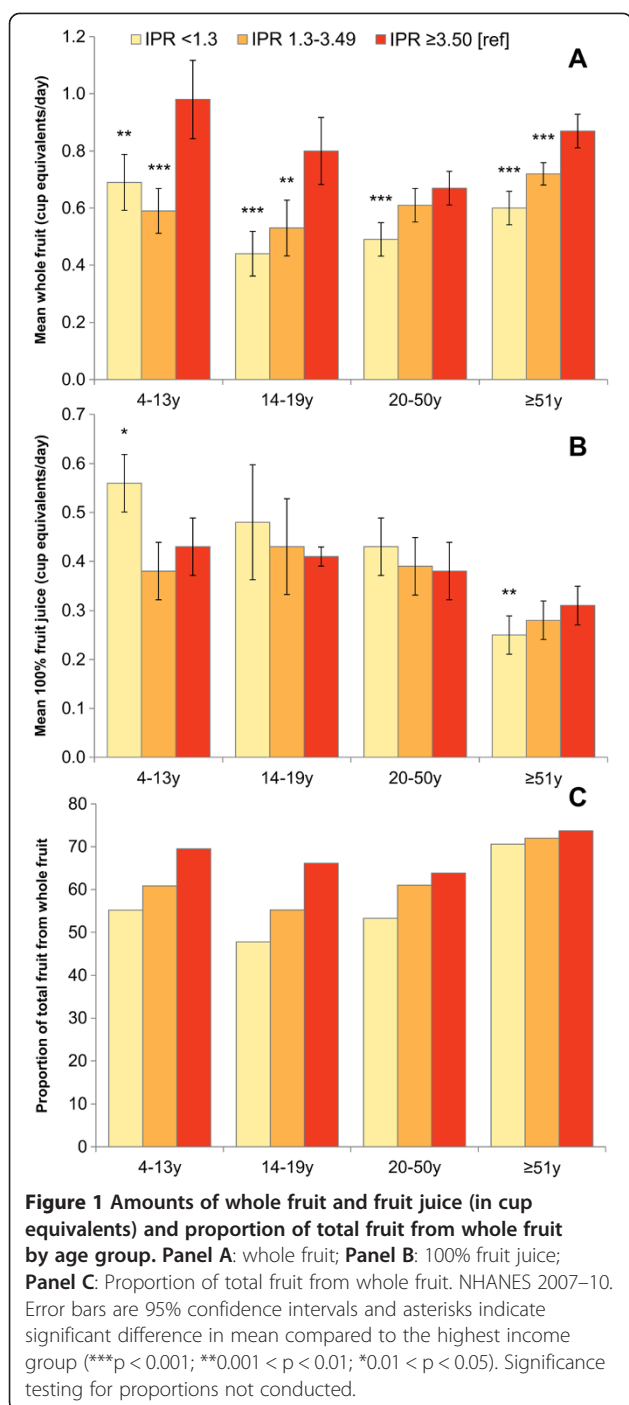 IPR <1.3 IPR 1.3-3.49 IPR ≥3.50 [ref]
A
Mean whole fruit (cup equivalents/day)
1.2
1.0
0.8
0.6
0.4
0.2
0.0
** *** *** ** *** *** ***
4-13y 14-19y 20-50y ≥51y
B
Mean 100% fruit juice (cup equivalents/day)
0.7
0.6
0.5
0.4
0.3
0.2
0.1
0.0
* **
4-13y 14-19y 20-50y ≥51y
C
Proportion of total fruit from whole fruit
80
70
60
50
40
30
20
10
0
4-13y 14-19y 20-50y ≥51y
Figure 1 Amounts of whole fruit and fruit juice (in cup
equivalents) and proportion of total fruit from whole fruit
by age group. Panel A: whole fruit; Panel B: 100% fruit juice;
Panel C: Proportion of total fruit from whole fruit. NHANES 2007–10.
Error bars are 95% confidence intervals and asterisks indicate
significant difference in mean compared to the highest income
group (***p < 0.001; **0.001 < p < 0.01; *0.01 < p < 0.05). Significance
testing for proportions not conducted.